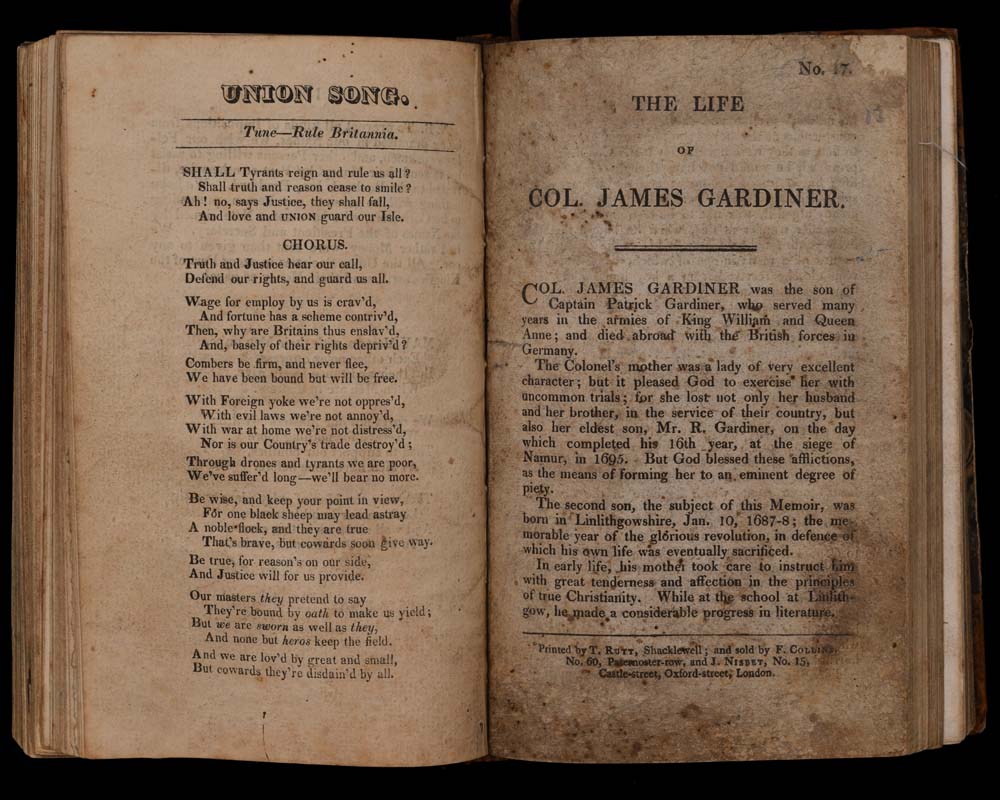 UNION SONG.
Tune—Rule Britannia.
SHALL Tyrants reign and rule us all?
Shall truth and reason cease to smile?
Ah! no, says Justice, they shall fall,
And love and UNION guard our Isle.
CHORUS.
Truth and Justice hear our call,
Defend our rights, and guard us all.
Wage for employ by us is crav'd,
And fortune has a scheme contriv'd,
Then, why are Britains thus enslav'd,
And, basely of their rights depriv'd?
Combers be firm, and never flee,
We have been bound but will be free.
With Foreign yoke we're not oppres'd,
With evil laws we're not annoy'd,
With war at home we're not distress'd,
Nor is our Country's trade destroy'd;
Through drones and tyrants we are poor,
We've suffer'd long—we'll bear no more.
Be wise, and keep your point in view,
For one black sheep may lead astray
A noble flock, and they are true
That's brave, but cowards soon give way.
Be true, for reason's on our side,
And Justice will for us provide.
Our masters they pretend to say
They're bound by oath to make us yield;
But we are sworn as well as they,
And none but heros keep the field.
And we are lov'd by great and small,
But cowards they're disdain'd by all.
No. 17.
THE LIFE
OF
COL. JAMES GARDINER.
COL. JAMES GARDINER was the son of
Captain Patrick Gardiner, who served many
years in the armies of King William and Queen
Anne; and died abroad with the British forces in
Germany.
The Colonel's mother was a lady of very excellent
character; but it pleased God to exercise her with
uncommon trials; for she lost not only her husband
and her brother, in the service of their country, but
also her eldest son, Mr. R. Gardiner, on the day
which completed his 16th year, at the siege of
Namur, in 1695. But God blessed these afflictions,
as the means of forming her to an eminent degree of
piety.
The second son, the subject of this Memoir, was
born in Linlithgowshire, Jan. 10, 1687-8; the me-
morable year of the glorious revolution, in defence of
which his own life was eventually sacrificed.
In early life, his mother took care to instruct him
with great tenderness and affection in the principles
of true Christianity. While at the school at Linlith-
gow, he made a considerable progress in literature.
Printed by T. RUTT, Shacklewell; and sold by F. COLLINS,
No. 60, Paternoster-row, and J. NISBET, No. 15,
Castle-street, Oxford-street, London.